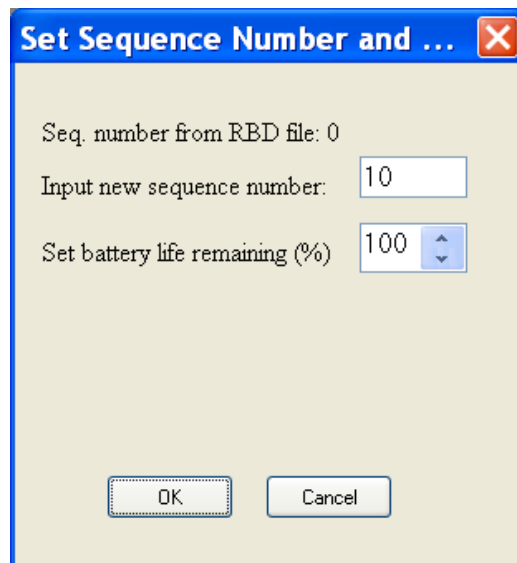 Set Sequence Number and ...
Seq. number from RBD file: 0
Input new sequence number: 10
Set battery life remaining (%) 100
OK Cancel